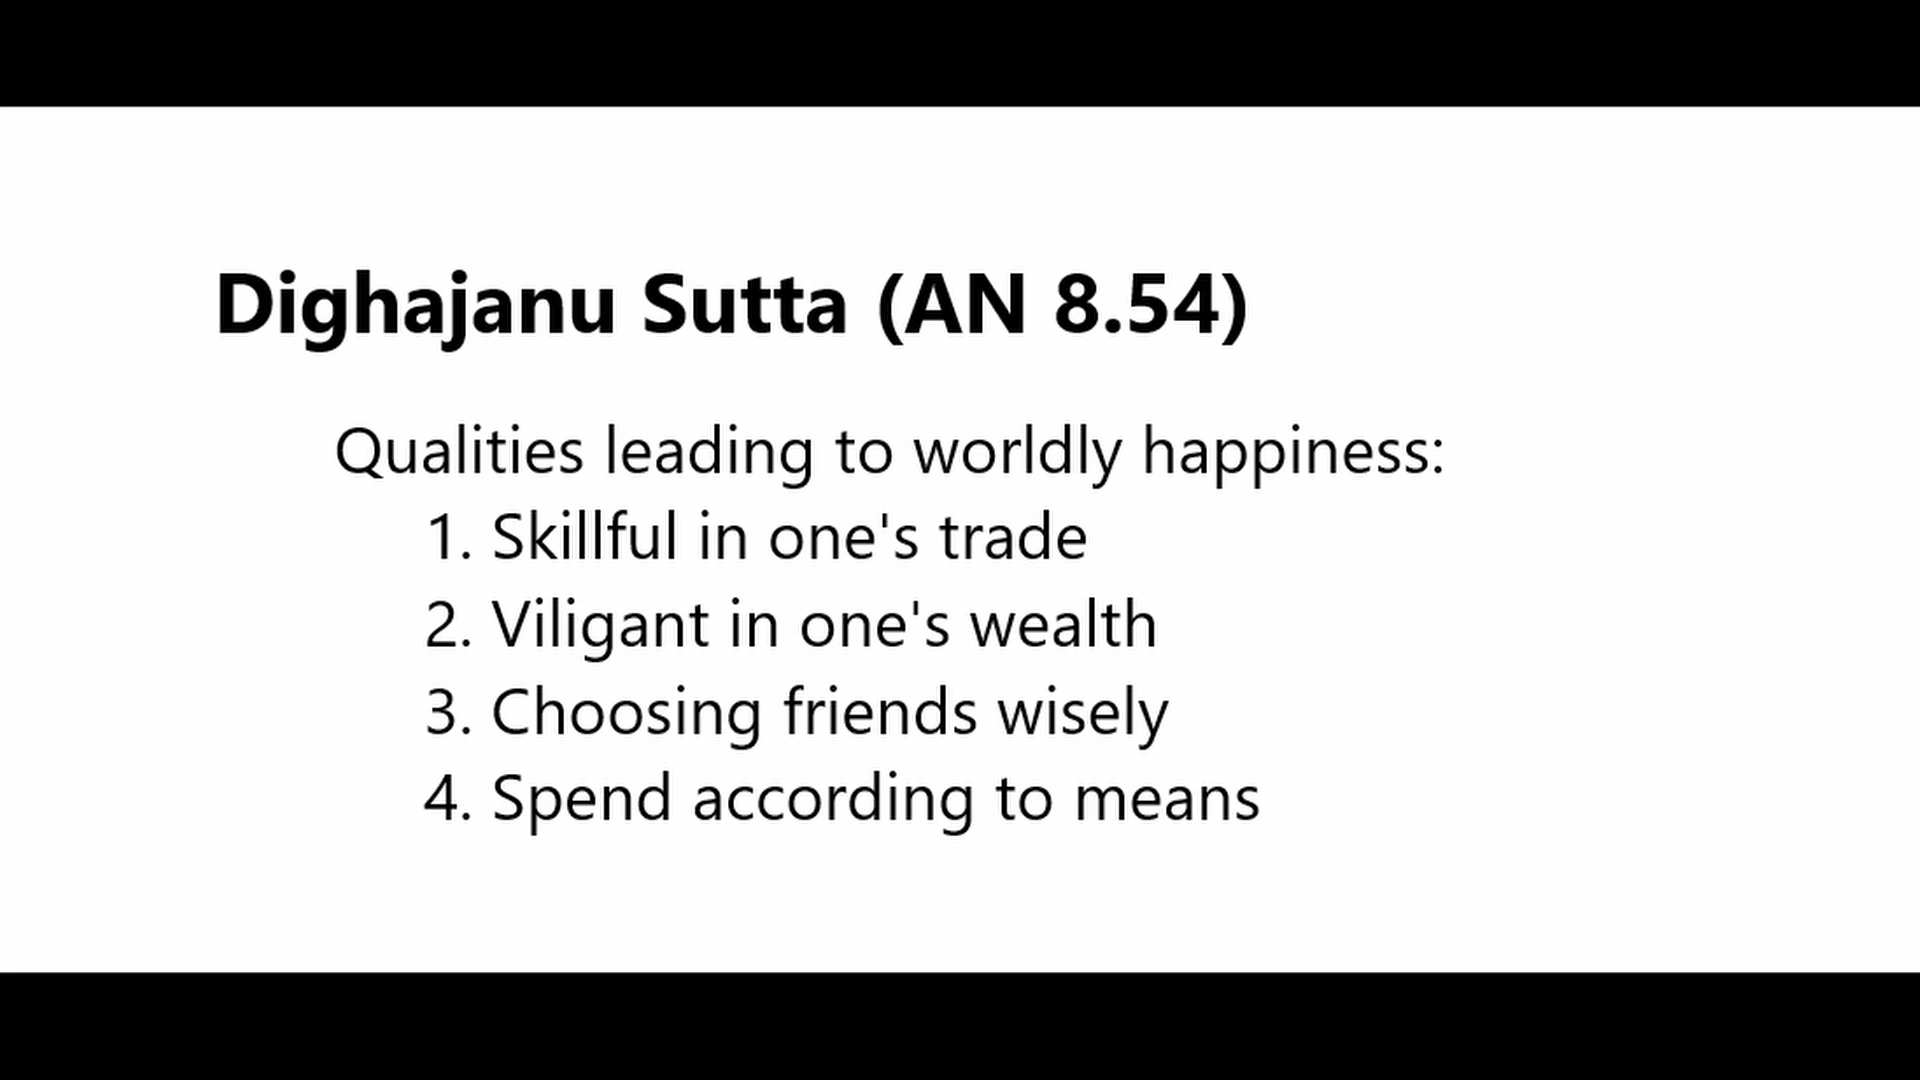 Dighajanu Sutta (AN 8.54)
Qualities leading to worldly happiness:
1. Skillful in one's trade
2. Viligant in one's wealth
3. Choosing friends wisely
4. Spend according to means